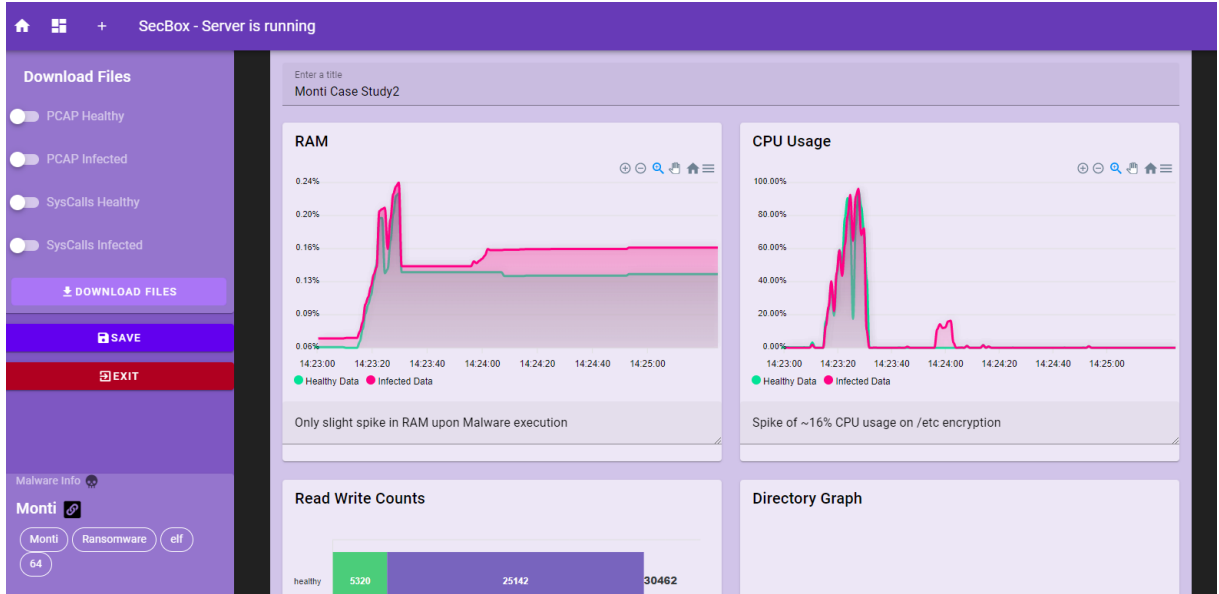 SecBox - Server is running
Download Files
PCAP Healthy
PCAP Infected
SysCalls Healthy
SysCalls Infected
DOWNLOAD FILES
SAVE
EXIT
Malware Info
Monti
Monti Ransomware elf
64
Enter a title
Monti Case Study2
RAM
0.24%
0.20%
0.16%
0.13%
0.09%
0.06%
14:23:00 14:23:20 14:23:40 14:24:00 14:24:20 14:24:40 14:25:00
Healthy Data Infected Data
Only slight spike in RAM upon Malware execution
CPU Usage
100.00%
80.00%
60.00%
40.00%
20.00%
0.00%
14:23:00 14:23:20 14:23:40 14:24:00 14:24:20 14:24:40 14:25:00
Healthy Data Infected Data
Spike of ~16% CPU usage on /etc encryption
Read Write Counts
healthy 5320 25142 30462
Directory Graph